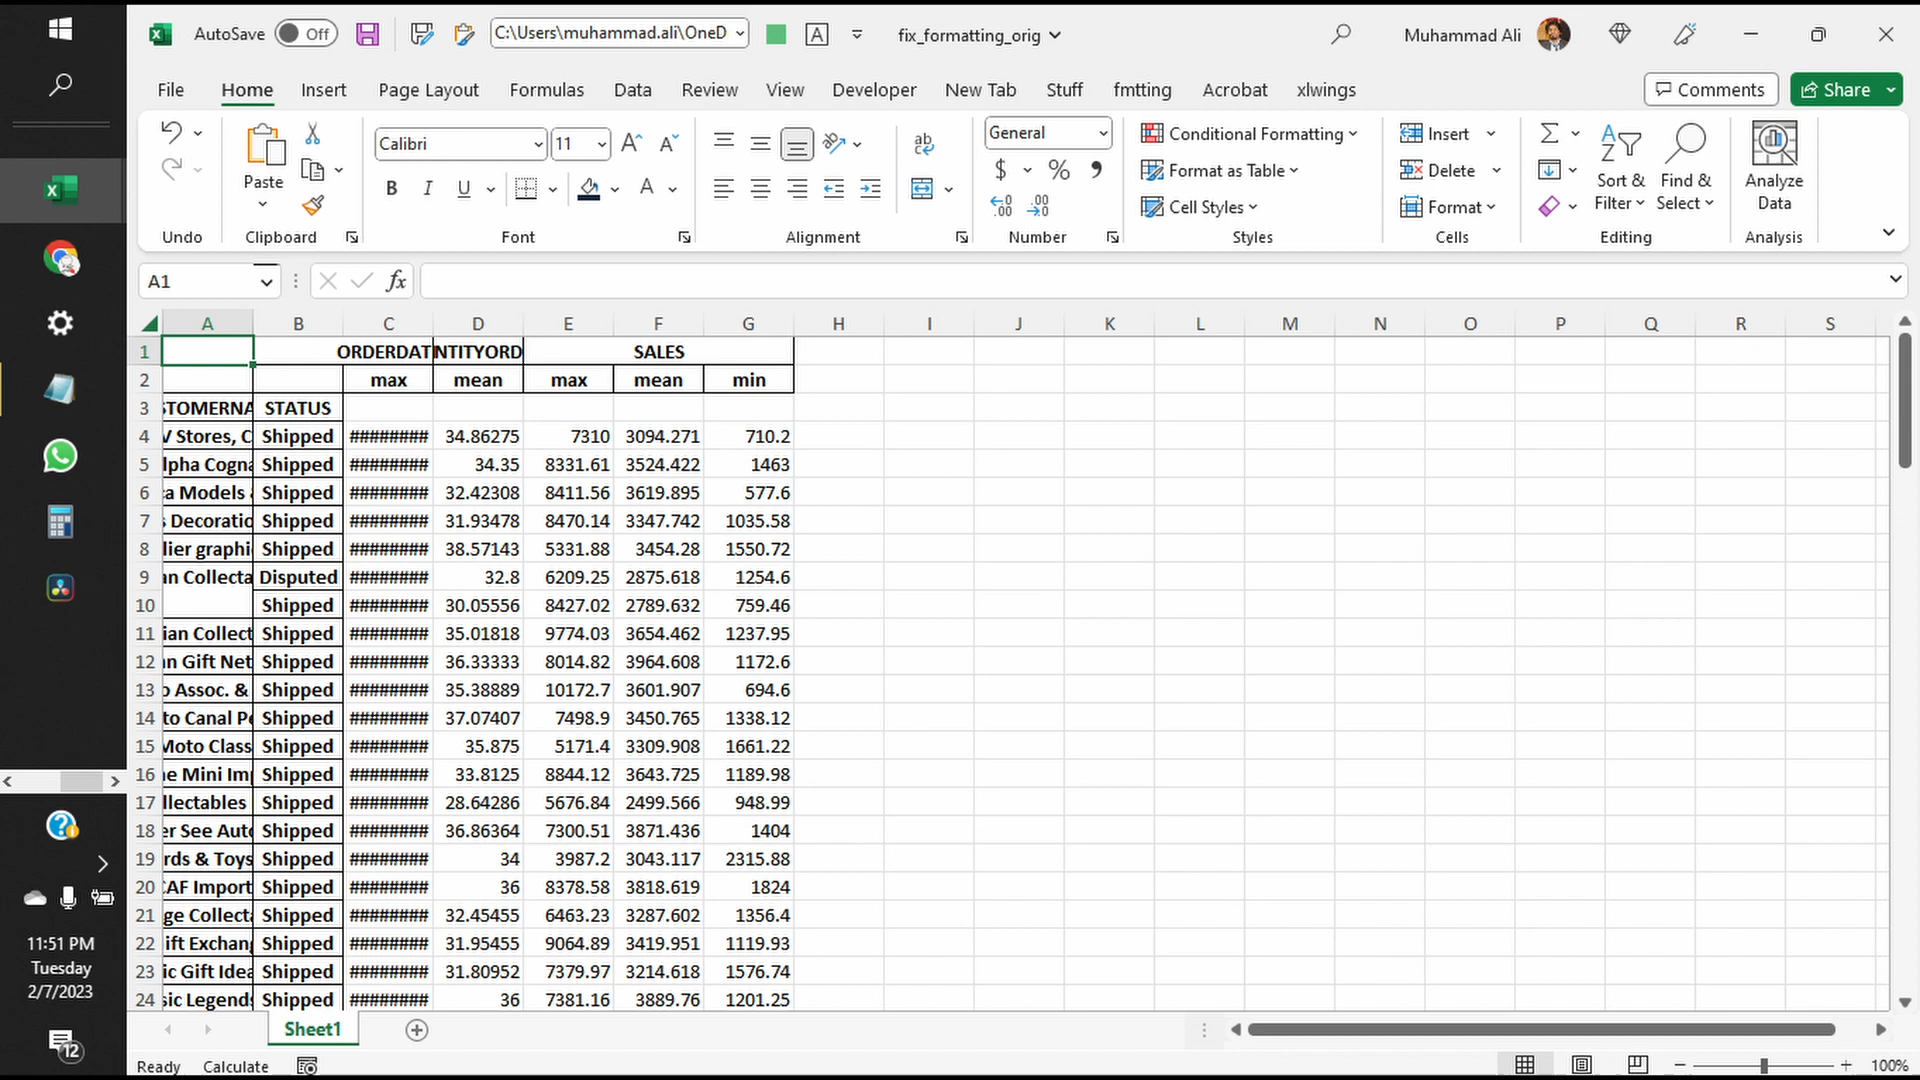 AutoSave Off C:\Users\muhammad.ali\OneD A fix_formatting_orig Muhammad Ali
File Home Insert Page Layout Formulas Data Review View Developer New Tab Stuff fmtting Acrobat xlwings Comments Share
Paste
Calibri 11
B I U A
General
$ %
Conditional Formatting
Format as Table
Cell Styles
Insert
Delete
Format
Sort &
Filter
Find &
Select
Analyze
Data
Undo Clipboard Font Alignment Number Styles Cells Editing Analysis
A1 fx
A B C D E F G H I J K L M N O P Q R S
1 ORDERDAT NTITYORD SALES
2 max mean max mean min
3 STOMERNA STATUS
4 V Stores, C Shipped ######## 34.86275 7310 3094.271 710.2
5 lpha Cogna Shipped ######## 34.35 8331.61 3524.422 1463
6 ca Models & Shipped ######## 32.42308 8411.56 3619.895 577.6
7 s Decoratio Shipped ######## 31.93478 8470.14 3347.742 1035.58
8 lier graphi Shipped ######## 38.57143 5331.88 3454.28 1550.72
9 an Collecta Disputed ######## 32.8 6209.25 2875.618 1254.6
10 Shipped ######## 30.05556 8427.02 2789.632 759.46
11 ian Collect Shipped ######## 35.01818 9774.03 3654.462 1237.95
12 an Gift Net Shipped ######## 36.33333 8014.82 3964.608 1172.6
13 o Assoc. & Shipped ######## 35.38889 10172.7 3601.907 694.6
14 to Canal Pe Shipped ######## 37.07407 7498.9 3450.765 1338.12
15 Moto Class Shipped ######## 35.875 5171.4 3309.908 1661.22
16 ne Mini Imp Shipped ######## 33.8125 8844.12 3643.725 1189.98
17 llectables Shipped ######## 28.64286 5676.84 2499.566 948.99
18 er See Auto Shipped ######## 36.86364 7300.51 3871.436 1404
19 rds & Toys Shipped ######## 34 3987.2 3043.117 2315.88
20 CAF Import Shipped ######## 36 8378.58 3818.619 1824
21 ge Collecta Shipped ######## 32.45455 6463.23 3287.602 1356.4
22 ift Exchang Shipped ######## 31.95455 9064.89 3419.951 1119.93
23 ic Gift Idea Shipped ######## 31.80952 7379.97 3214.618 1576.74
24 sic Legends Shipped ######## 36 7381.16 3889.76 1201.25
Sheet1
Ready Calculate 100%
11:51 PM
Tuesday
2/7/2023
12